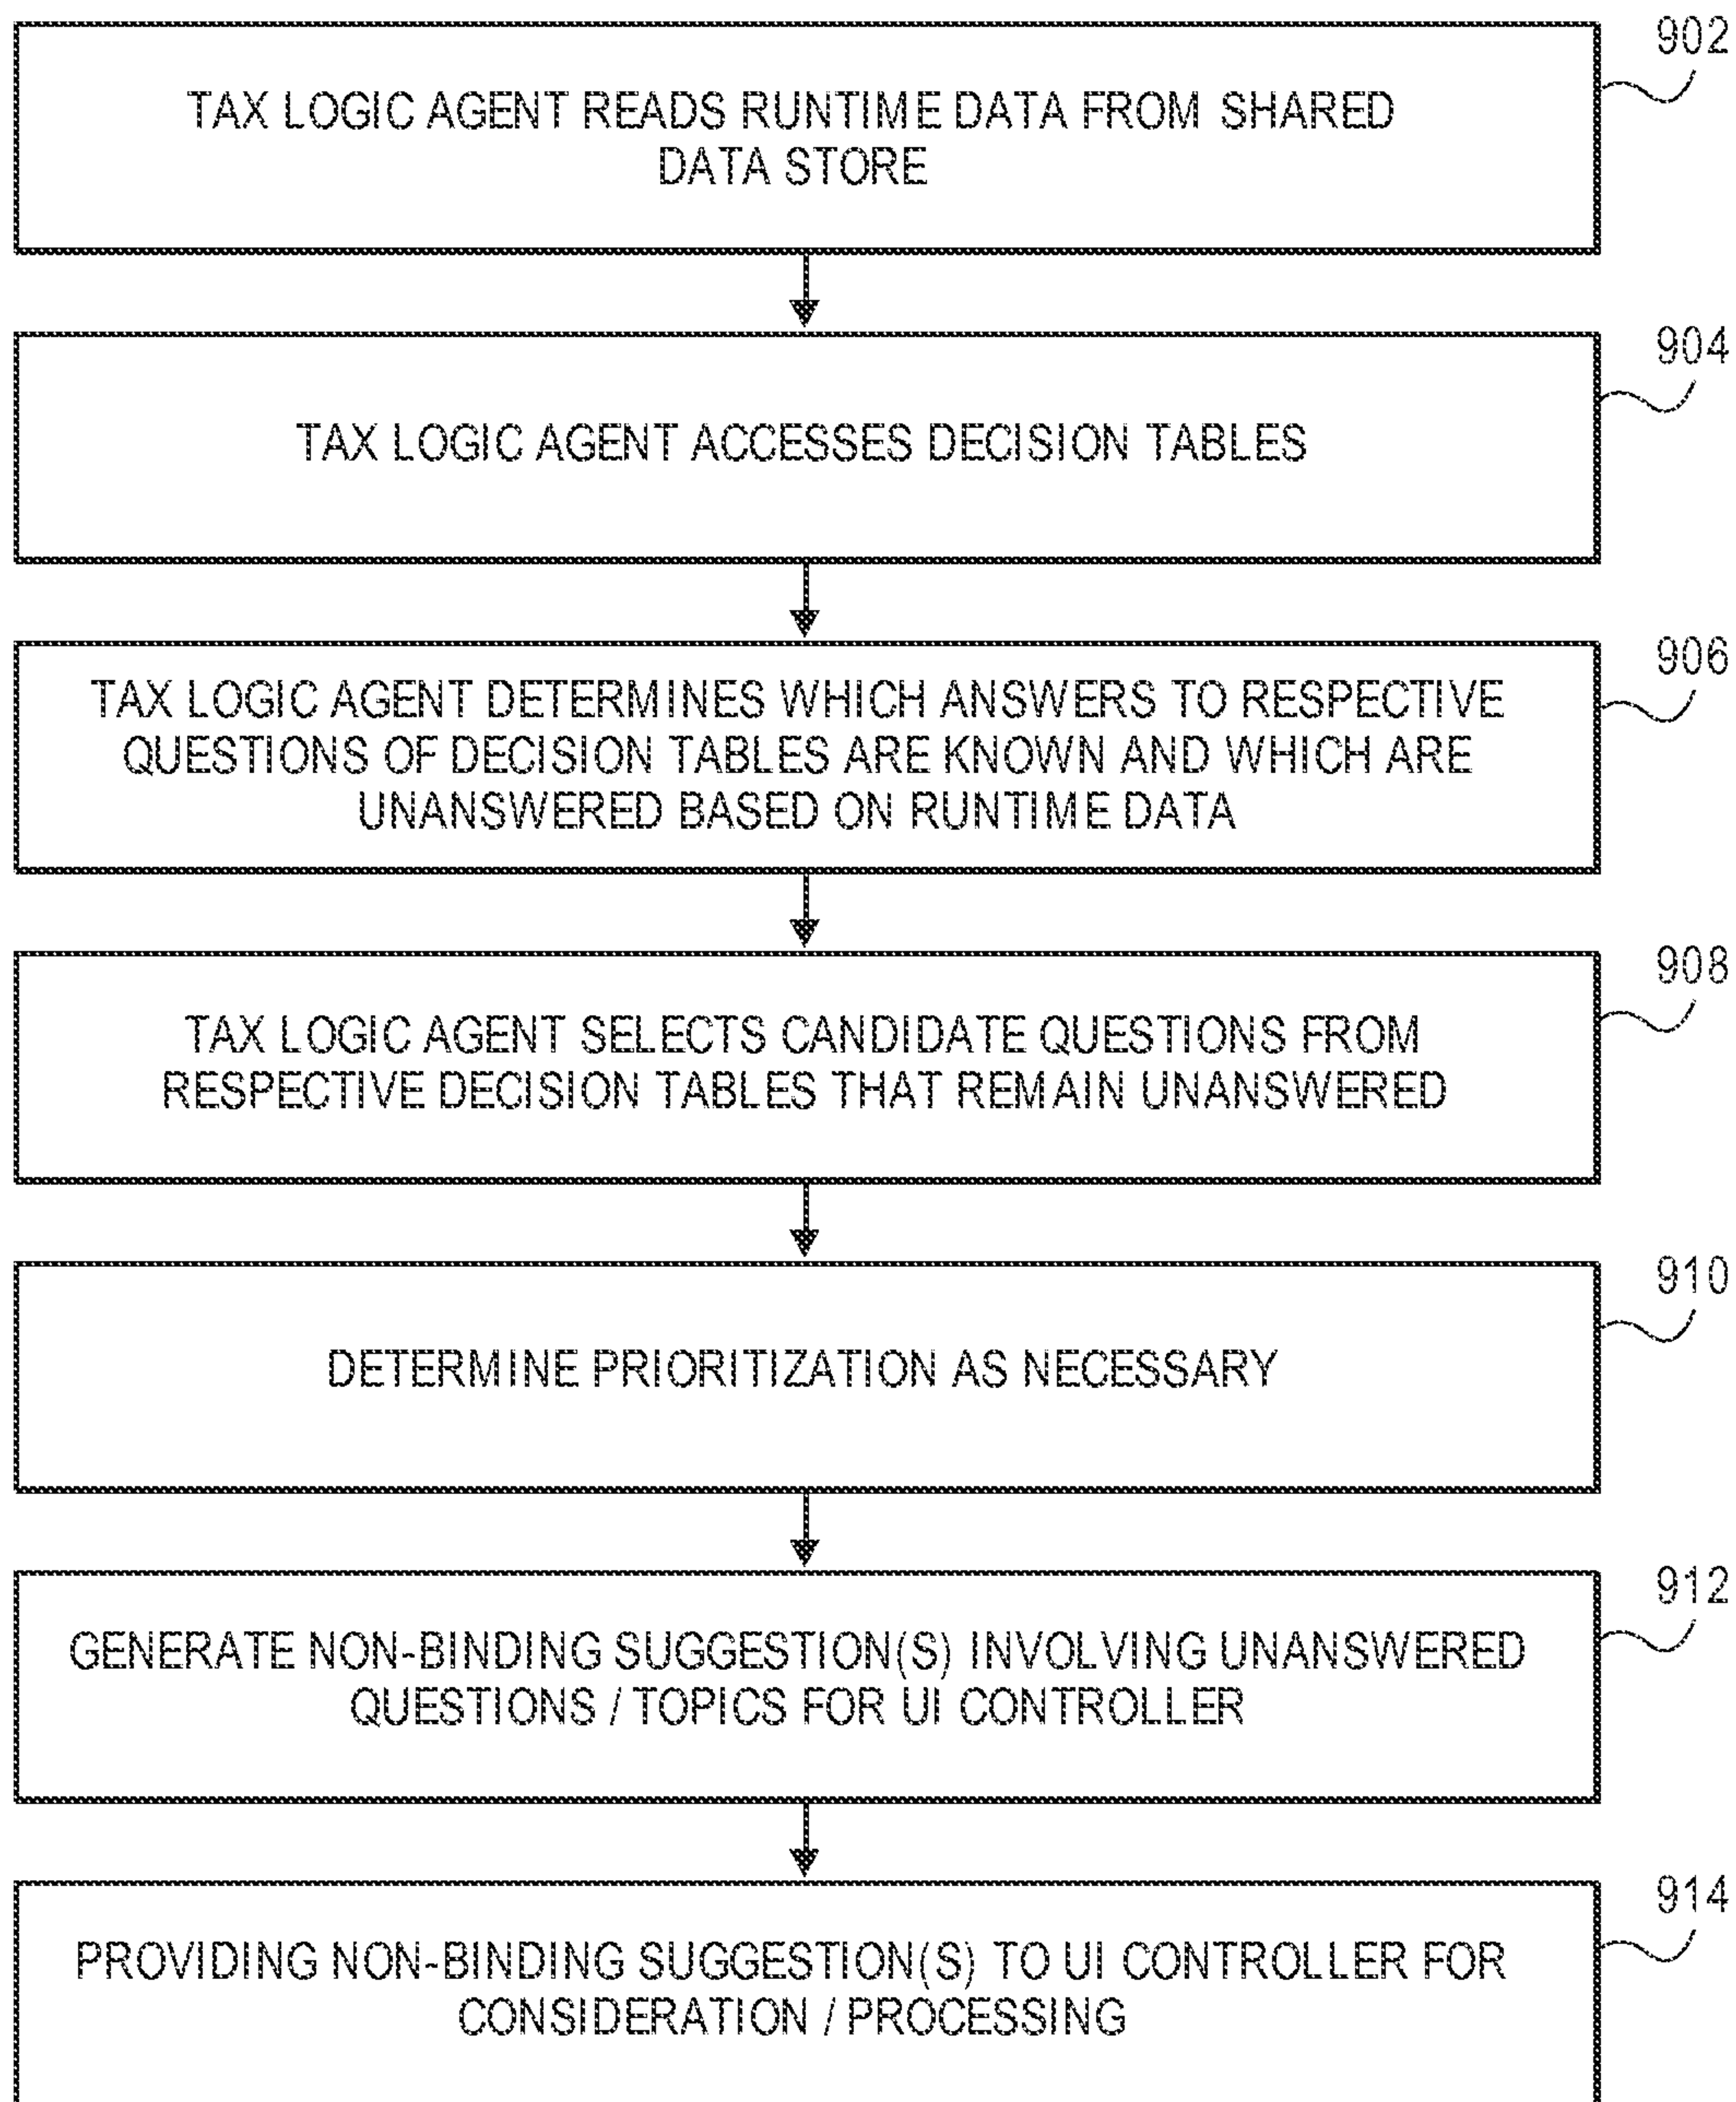 902
TAX LOGIC AGENT READS RUNTIME DATA FROM SHARED
DATA STORE
904
TAX LOGIC AGENT ACCESSES DECISION TABLES
906
TAX LOGIC AGENT DETERMINES WHICH ANSWERS TO RESPECTIVE
QUESTIONS OF DECISION TABLES ARE KNOWN AND WHICH ARE
UNANSWERED BASED ON RUNTIME DATA
908
TAX LOGIC AGENT SELECTS CANDIDATE QUESTIONS FROM
RESPECTIVE DECISION TABLES THAT REMAIN UNANSWERED
910
DETERMINE PRIORITIZATION AS NECESSARY
912
GENERATE NON-BINDING SUGGESTION(S) INVOLVING UNANSWERED
QUESTIONS / TOPICS FOR UI CONTROLLER
914
PROVIDING NON-BINDING SUGGESTION(S) TO UI CONTROLLER FOR
CONSIDERATION / PROCESSING